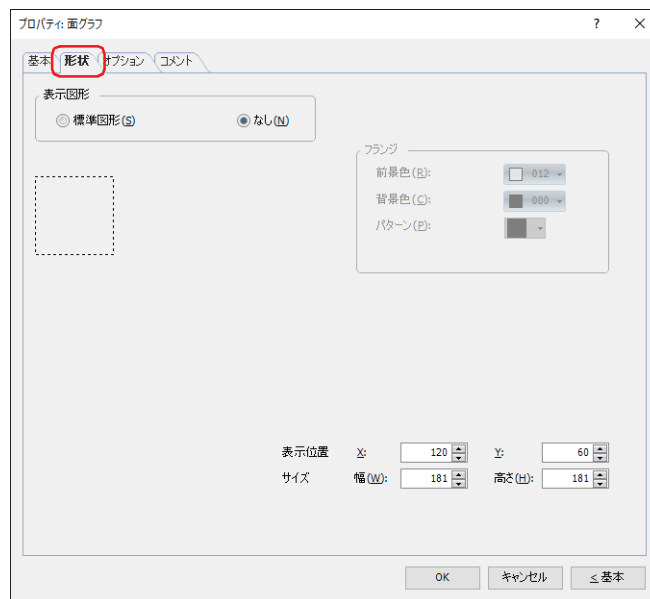 プロパティ: 面グラフ ? ×
基本 形状 オプション コメント
表示図形
標準図形(S) なし(N)
フランジ
前景色(R): 012
背景色(C): 000
パターン(P):
表示位置 X: 120 Y: 60
サイズ 幅(W): 181 高さ(H): 181
OK キャンセル < 基本